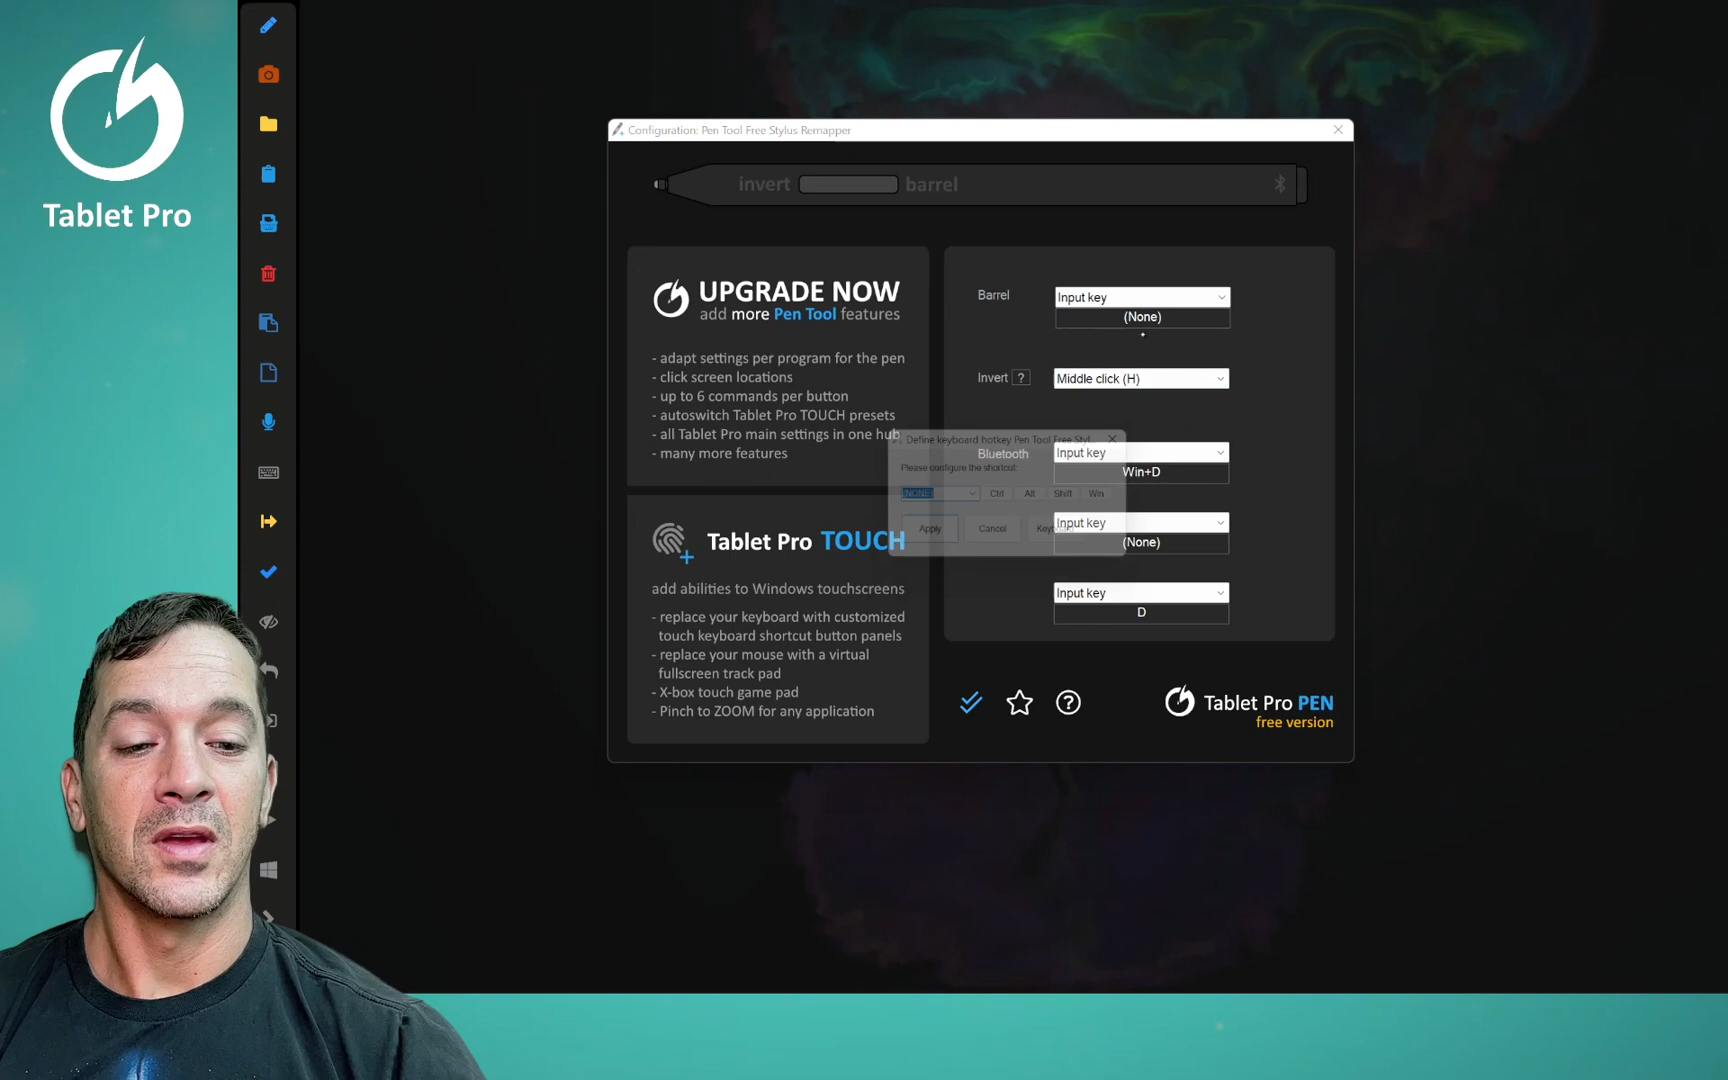 Tablet Pro
Configuration: Pen Tool Free Stylus Remapper
invert
barrel
UPGRADE NOW
add more Pen Tool features
- adapt settings per program for the pen
- click screen locations
- up to 6 commands per button
- autoswitch Tablet Pro TOUCH presets
- all Tablet Pro main settings in one hub
- many more features
Tablet Pro TOUCH
add abilities to Windows touchscreens
- replace your keyboard with customized
touch keyboard shortcut button panels
- replace your mouse with a virtual
fullscreen track pad
- X-box touch game pad
- Pinch to ZOOM for any application
Barrel
Input key
(None)
Invert ?
Middle click (H)
Define keyboard hotkey Pen Tool Free Styl...
Bluetooth
Input key
Win+D
Please configure the shortcut:
(NONE)
Ctrl
Alt
Shift
Win
Apply
Cancel
Input key
(None)
Input key
D
Tablet Pro PEN
free version